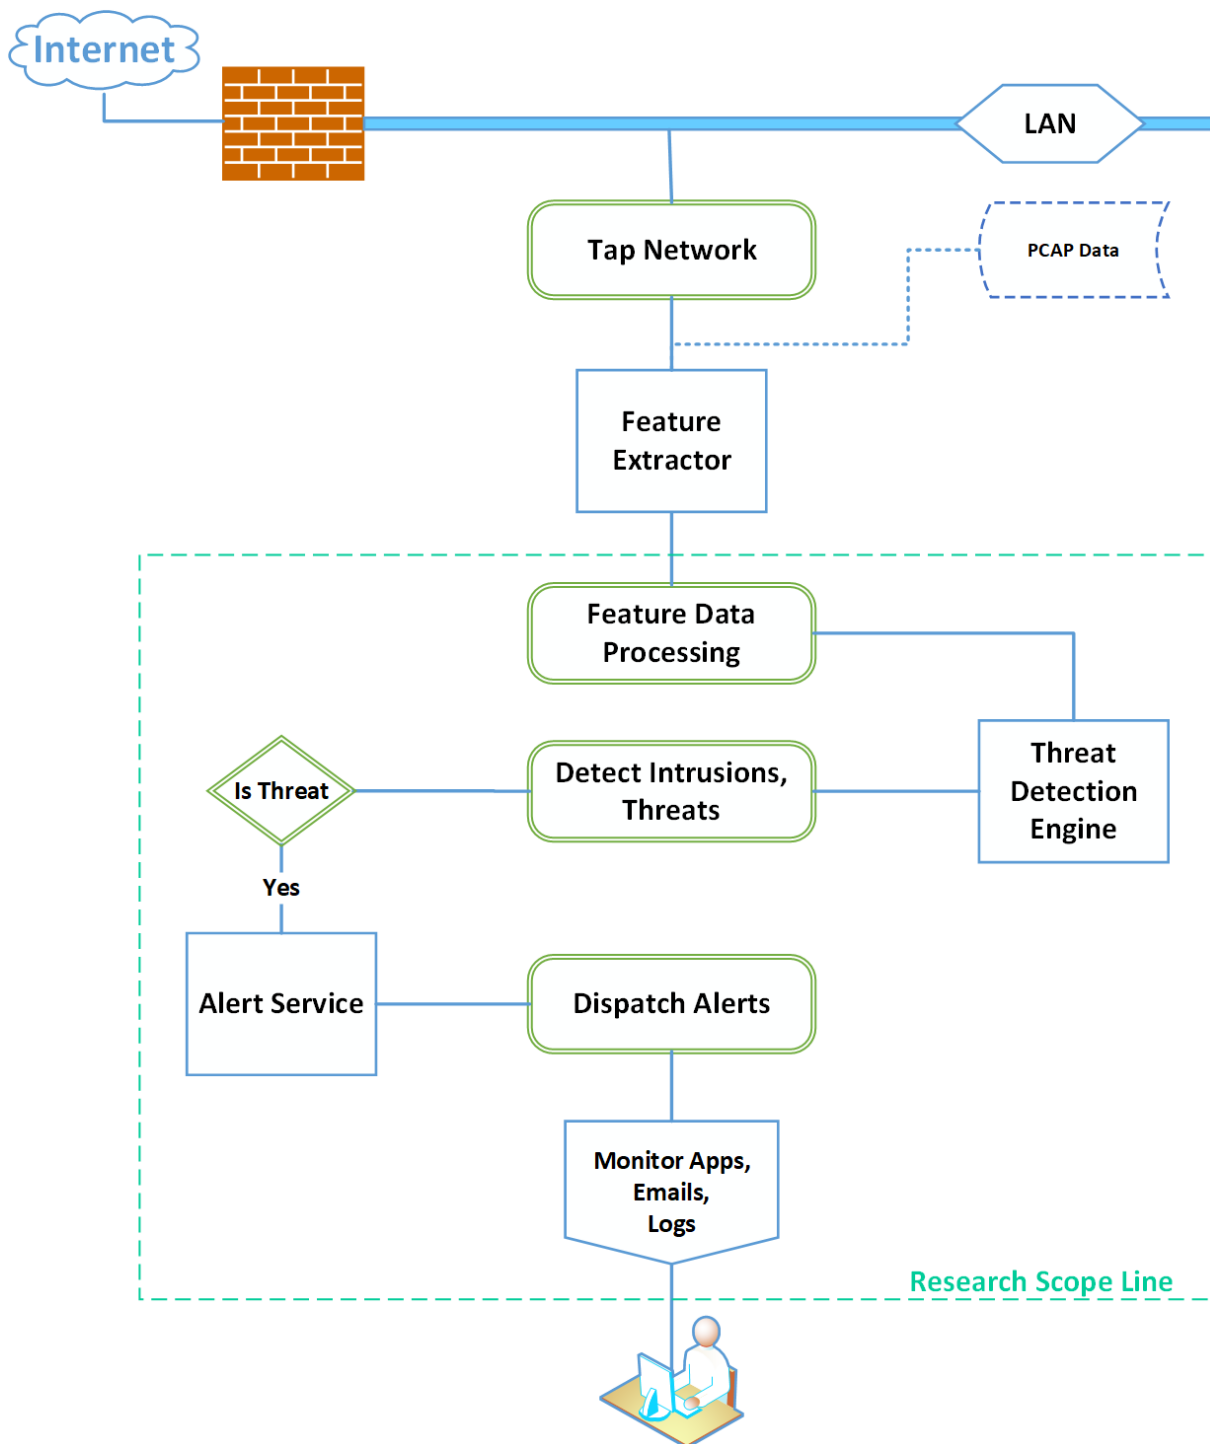 Internet
LAN
Tap Network
PCAP Data
Feature
Extractor
Feature Data
Processing
Threat
Detection
Engine
Detect Intrusions,
Threats
Is Threat
Yes
Alert Service
Dispatch Alerts
Monitor Apps,
Emails,
Logs
Research Scope Line